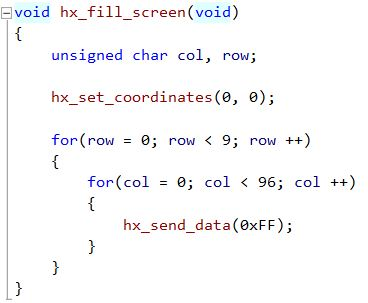 void hx_fill_screen(void)
{
    unsigned char col, row;

    hx_set_coordinates(0, 0);

    for(row = 0; row < 9; row ++)
    {
        for(col = 0; col < 96; col ++)
        {
            hx_send_data(0xFF);
        }
    }
}